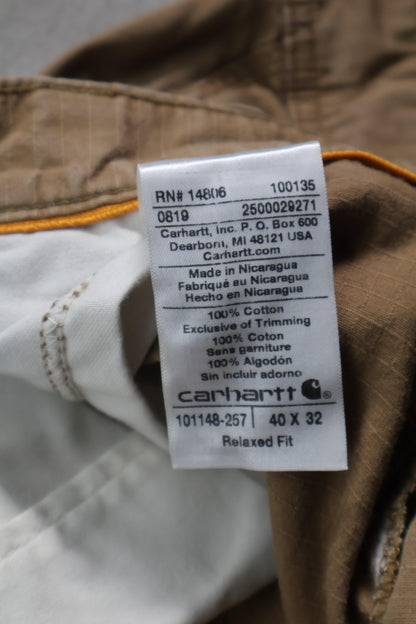 RN# 14806 100135
0819 2500029271
Carhartt, Inc. P. O. Box 600
Dearborn, MI 48121 USA
Carhartt.com
Made in Nicaragua
Fabriqué au Nicaragua
Hecho en Nicaragua
100% Cotton
Exclusive of Trimming
100% Coton
Sans garniture
100% Algodón
Sin incluir adorno
carhartt ®
101148-257 40 X 32
Relaxed Fit